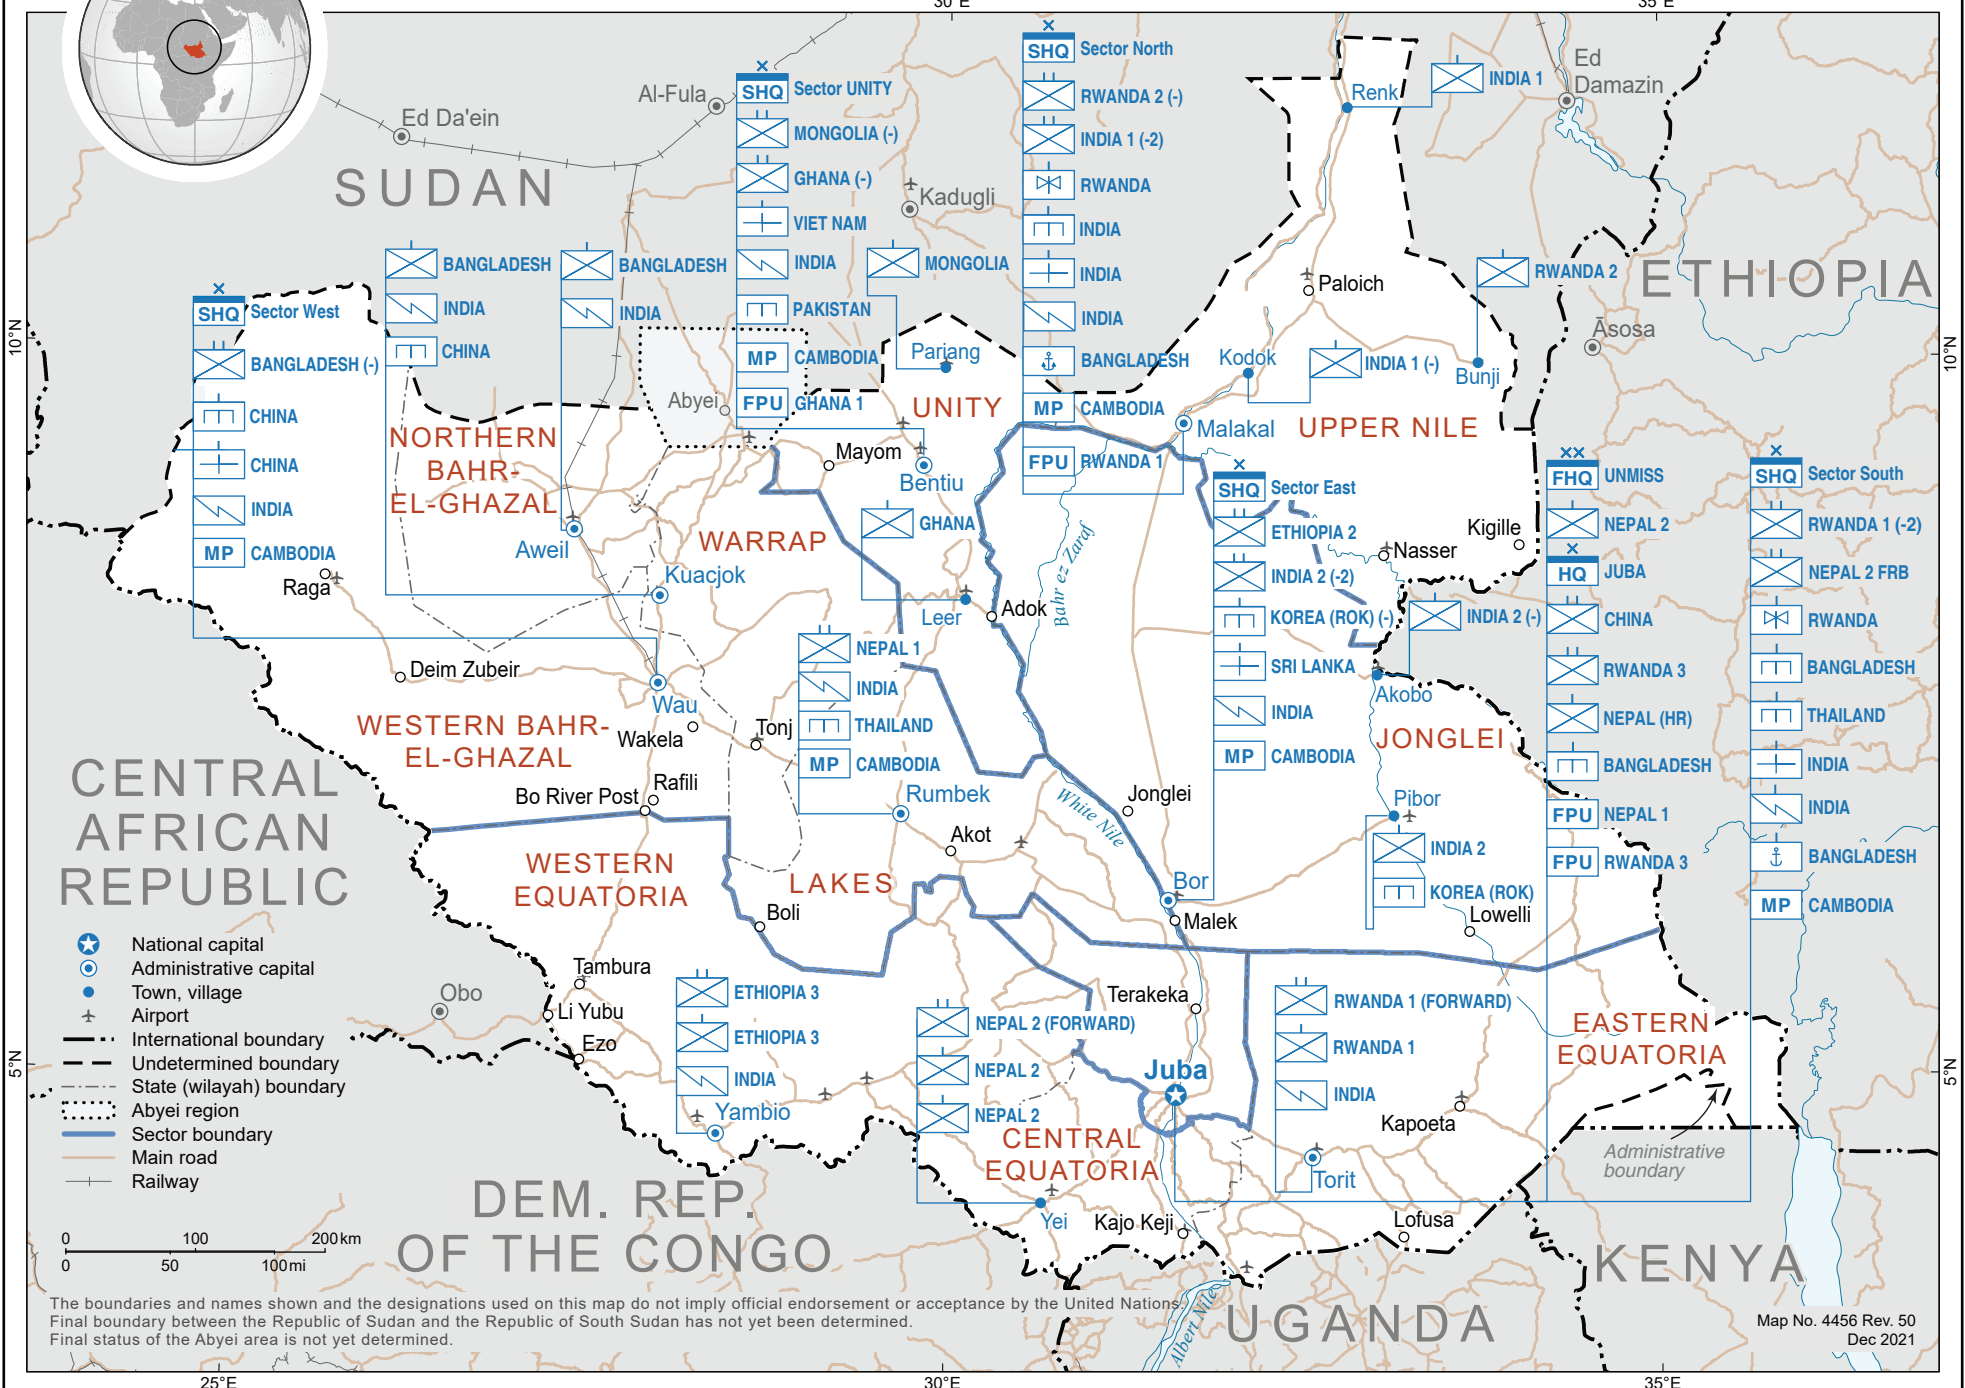 30°E
35°E
SHQ Sector North
RWANDA 2 (-)
INDIA 1 (-2)
RWANDA
INDIA
INDIA
INDIA
BANGLADESH
MP CAMBODIA
FPU RWANDA 1
SHQ Sector UNITY
MONGOLIA (-)
GHANA (-)
VIET NAM
INDIA
PAKISTAN
MP CAMBODIA
FPU GHANA 1
INDIA 1
Renk
Ed
Damazin
Al-Fula
Ed Da'ein
SUDAN
Kadugli
BANGLADESH
INDIA
CHINA
BANGLADESH
INDIA
MONGOLIA
RWANDA 2
ETHIOPIA
Paloich
Āsosa
SHQ Sector West
BANGLADESH (-)
CHINA
CHINA
INDIA
MP CAMBODIA
10°N
10°N
Pariang
Kodok
INDIA 1 (-)
Bunji
Abyei
UNITY
Malakal
UPPER NILE
NORTHERN
BAHR-
EL-GHAZAL
Mayom
Bentiu
GHANA
Aweil
WARRAP
Kuacjok
Raga
Leer
Adok
Bahr ez Zaraf
SHQ Sector East
ETHIOPIA 2
INDIA 2 (-2)
KOREA (ROK) (-)
SRI LANKA
INDIA
MP CAMBODIA
Kigille
Nasser
INDIA 2 (-)
Akobo
FHQ UNMISS
NEPAL 2
HQ JUBA
CHINA
RWANDA 3
NEPAL (HR)
BANGLADESH
FPU NEPAL 1
FPU RWANDA 3
SHQ Sector South
RWANDA 1 (-2)
NEPAL 2 FRB
RWANDA
BANGLADESH
THAILAND
INDIA
INDIA
BANGLADESH
MP CAMBODIA
Deim Zubeir
Wau
NEPAL 1
INDIA
THAILAND
MP CAMBODIA
WESTERN BAHR-
EL-GHAZAL
Wakela
Tonj
JONGLEI
CENTRAL
AFRICAN
REPUBLIC
Rafili
Bo River Post
Rumbek
White Nile
Jonglei
Pibor
Akot
INDIA 2
KOREA (ROK)
Lowelli
WESTERN
EQUATORIA
LAKES
Bor
Malek
Boli
National capital
Administrative capital
Town, village
Airport
International boundary
Undetermined boundary
State (wilayah) boundary
Abyei region
Sector boundary
Main road
Railway
Obo
Tambura
Li Yubu
Ezo
ETHIOPIA 3
ETHIOPIA 3
INDIA
Yambio
NEPAL 2 (FORWARD)
NEPAL 2
NEPAL 2
Terakeka
RWANDA 1 (FORWARD)
RWANDA 1
INDIA
EASTERN
EQUATORIA
5°N
5°N
Juba
Kapoeta
CENTRAL
EQUATORIA
Administrative
boundary
Torit
Yei
Kajo Keji
Lofusa
DEM. REP.
OF THE CONGO
0 100 200 km
0 50 100 mi
KENYA
UGANDA
Albert Nile
The boundaries and names shown and the designations used on this map do not imply official endorsement or acceptance by the United Nations.
Final boundary between the Republic of Sudan and the Republic of South Sudan has not yet been determined.
Final status of the Abyei area is not yet determined.
Map No. 4456 Rev. 50
Dec 2021
25°E
30°E
35°E